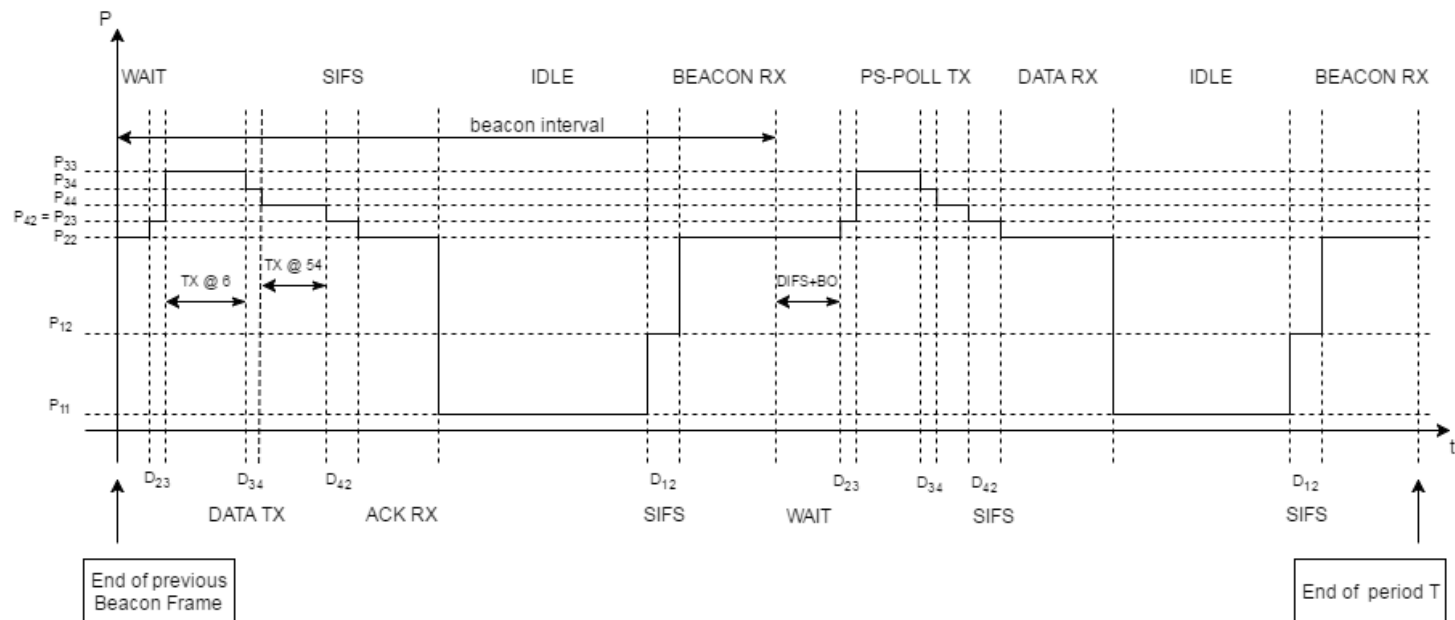 P
WAIT SIFS IDLE BEACON RX PS-POLL TX DATA RX IDLE BEACON RX
beacon interval
P33
P34
P44
P42 = P23
P22
TX @ 6
TX @ 54
DIFS+BO
P12
P11
t
D23 D34 D42 D12 D23 D34 D42 D12
DATA TX ACK RX SIFS WAIT SIFS SIFS
End of previous
Beacon Frame
End of period T